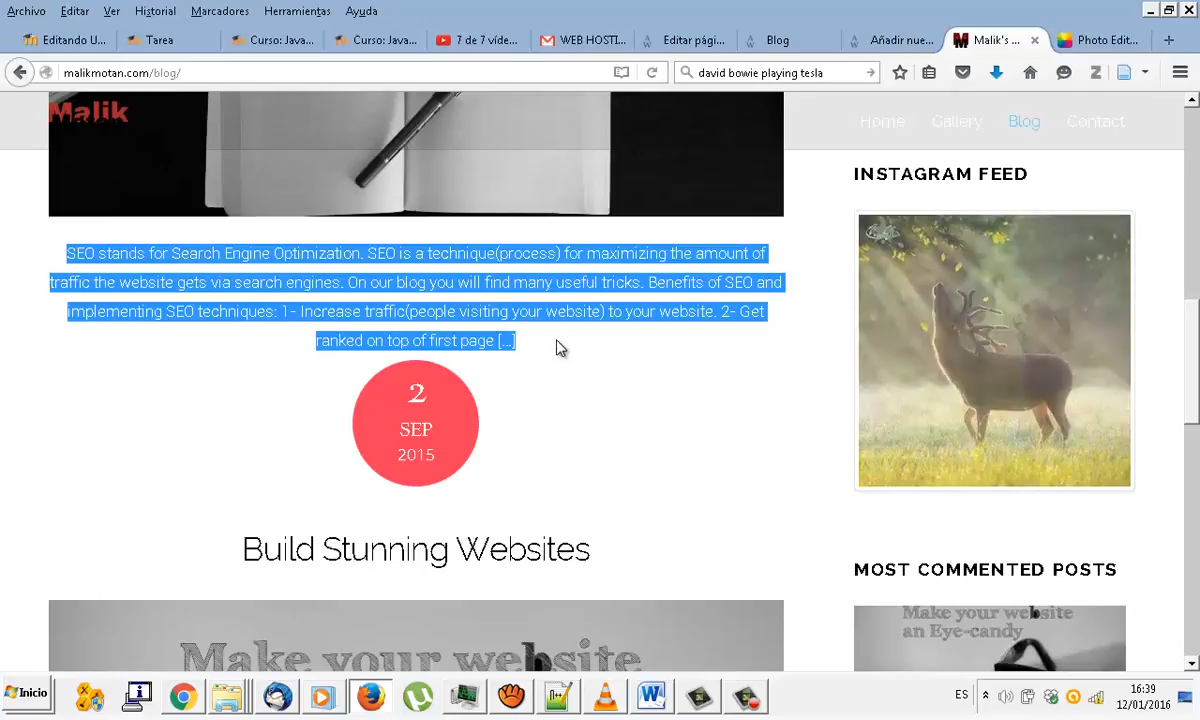 Archivo Editar Ver Historial Marcadores Herramientas Ayuda
Editando U... Tarea Curso: Java... Curso: Java... 7 de 7 víde... WEB HOSTI... Editar pági... Blog Añadir nue... Malik's ... Photo Edit...
malikmotan.com/blog/ david bowie playing tesla
Malik
Home Gallery Blog Contact
INSTAGRAM FEED
SEO stands for Search Engine Optimization. SEO is a technique(process) for maximizing the amount of
traffic the website gets via search engines. On our blog you will find many useful tricks. Benefits of SEO and
implementing SEO techniques: 1- Increase traffic(people visiting your website) to your website. 2- Get
ranked on top of first page [...]
2
SEP
2015
Build Stunning Websites
MOST COMMENTED POSTS
Make your website
Make your website
an Eye-candy
Inicio
ES
16:39
12/01/2016